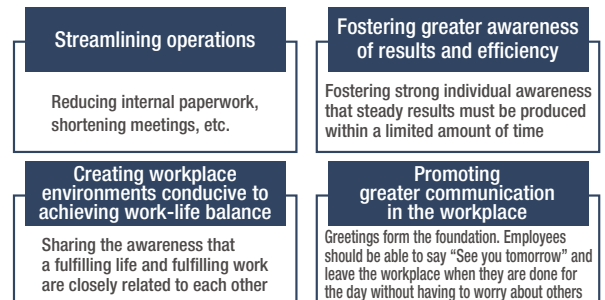 Streamlining operations
Reducing internal paperwork,
shortening meetings, etc.
Fostering greater awareness
of results and efficiency
Fostering strong individual awareness
that steady results must be produced
within a limited amount of time
Creating workplace
environments conducive to
achieving work-life balance
Sharing the awareness that
a fulfilling life and fulfilling work
are closely related to each other
Promoting
greater communication
in the workplace
Greetings form the foundation. Employees
should be able to say “See you tomorrow” and
leave the workplace when they are done for
the day without having to worry about others